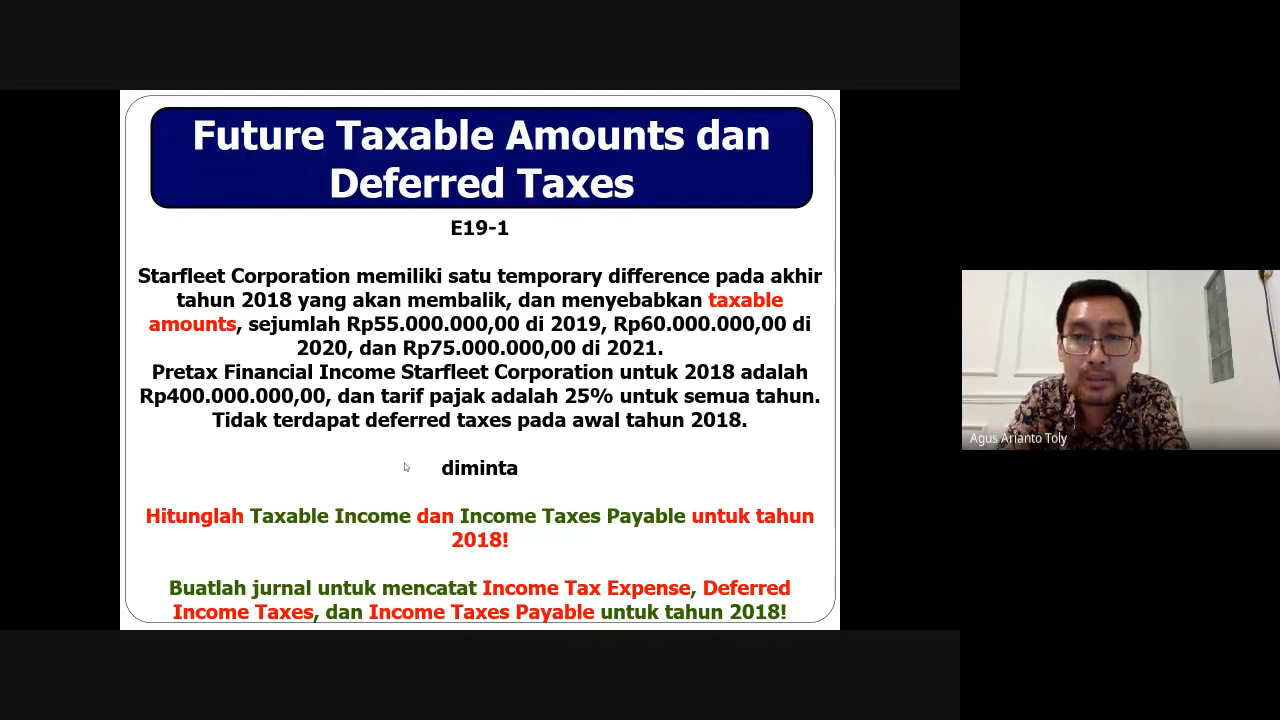 Future Taxable Amounts dan
Deferred Taxes
E19-1
Starfleet Corporation memiliki satu temporary difference pada akhir
tahun 2018 yang akan membalik, dan menyebabkan taxable
amounts, sejumlah Rp55.000.000,00 di 2019, Rp60.000.000,00 di
2020, dan Rp75.000.000,00 di 2021.
Pretax Financial Income Starfleet Corporation untuk 2018 adalah
Rp400.000.000,00, dan tarif pajak adalah 25% untuk semua tahun.
Tidak terdapat deferred taxes pada awal tahun 2018.
diminta
Hitunglah Taxable Income dan Income Taxes Payable untuk tahun
2018!
Buatlah jurnal untuk mencatat Income Tax Expense, Deferred
Income Taxes, dan Income Taxes Payable untuk tahun 2018!
Agus Arianto Toly